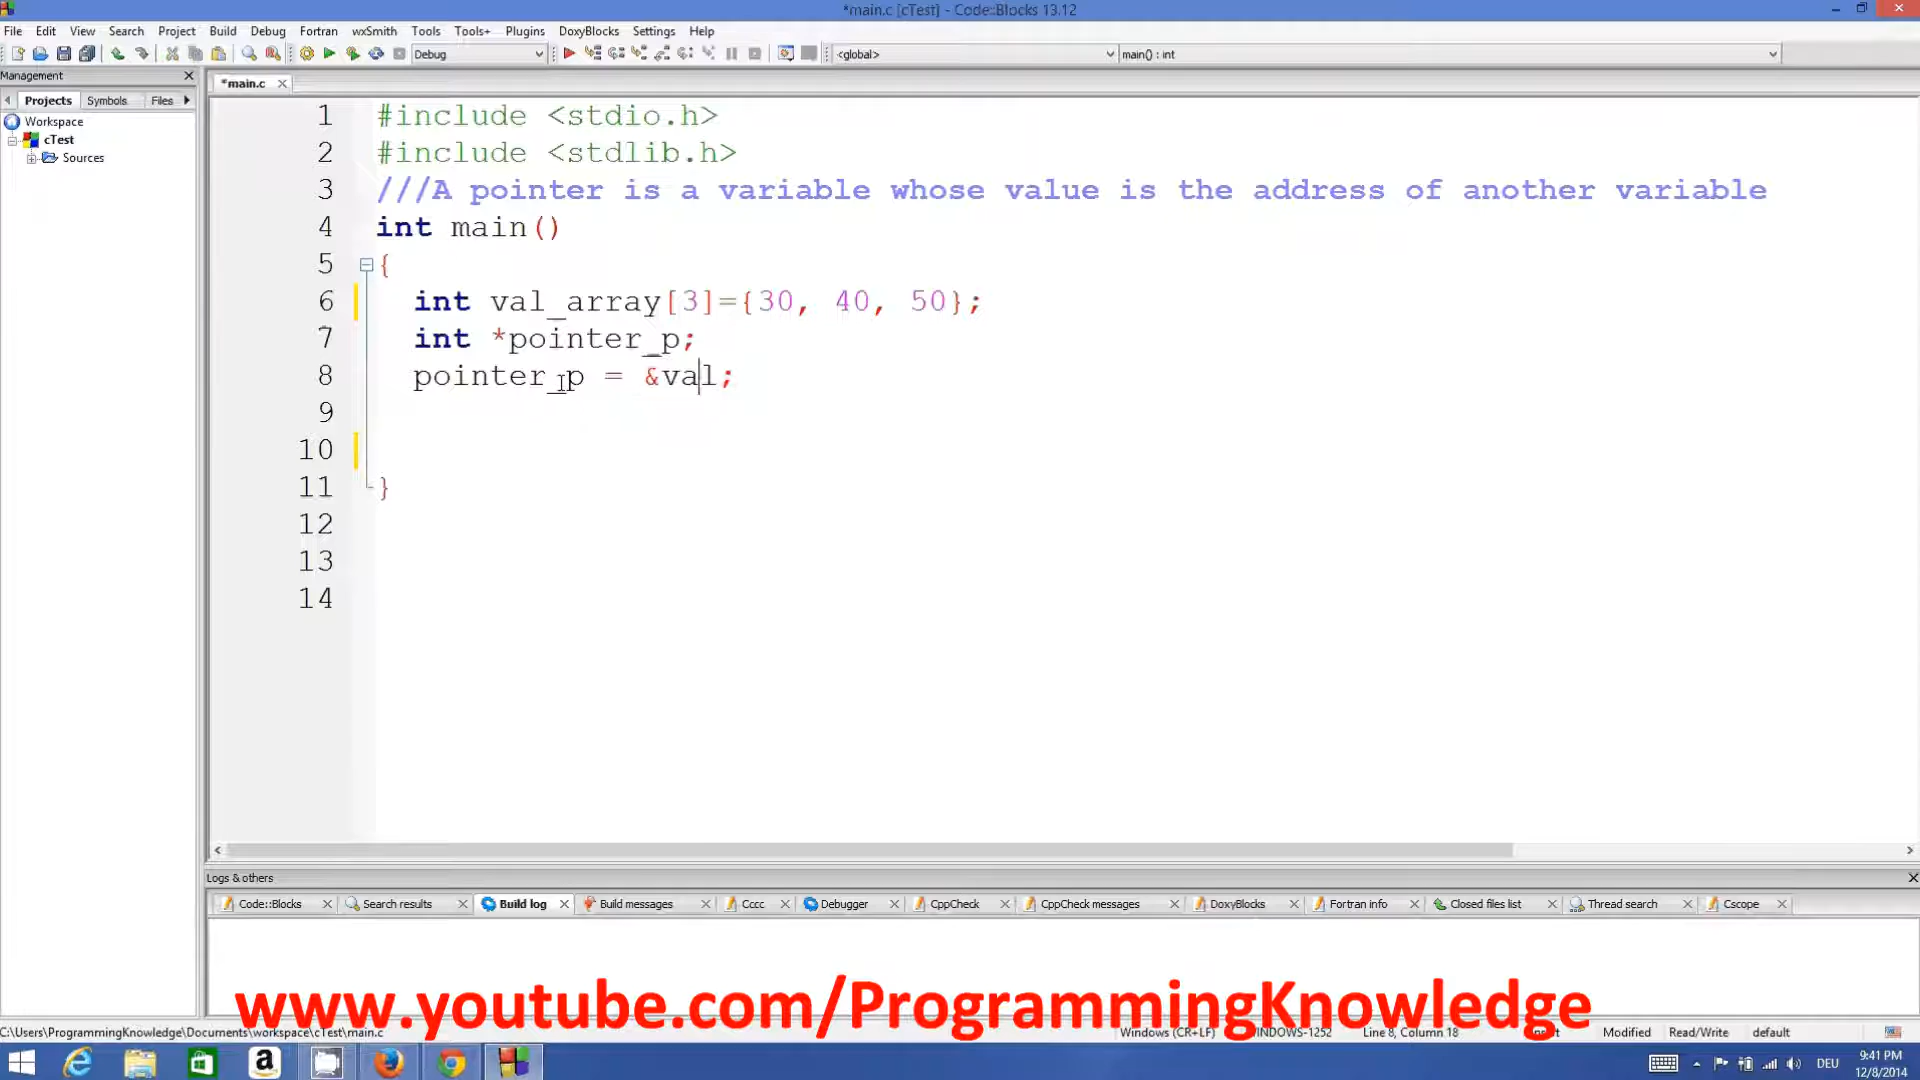 *main.c [cTest] - Code::Blocks 13.12
File Edit View Search Project Build Debug Fortran wxSmith Tools Tools+ Plugins DoxyBlocks Settings Help
Debug <global> main() : int
Management
*main.c
Projects Symbols Files
Workspace
cTest
Sources
1 #include <stdio.h>
2 #include <stdlib.h>
3 ///A pointer is a variable whose value is the address of another variable
4 int main()
5 {
6 int val_array[3]={30, 40, 50};
7 int *pointer_p;
8 pointer_p = &val;
9
10
11 }
12
13
14
Logs & others
Code::Blocks Search results Build log Build messages Cccc Debugger CppCheck CppCheck messages DoxyBlocks Fortran info Closed files list Thread search Cscope
www.youtube.com/ProgrammingKnowledge
C:\Users\ProgrammingKnowledge\Documents\workspace\cTest\main.c Windows (CR+LF) WINDOWS-1252 Line 8, Column 18 Modified Read/Write default
DEU 9:41 PM
12/8/2014